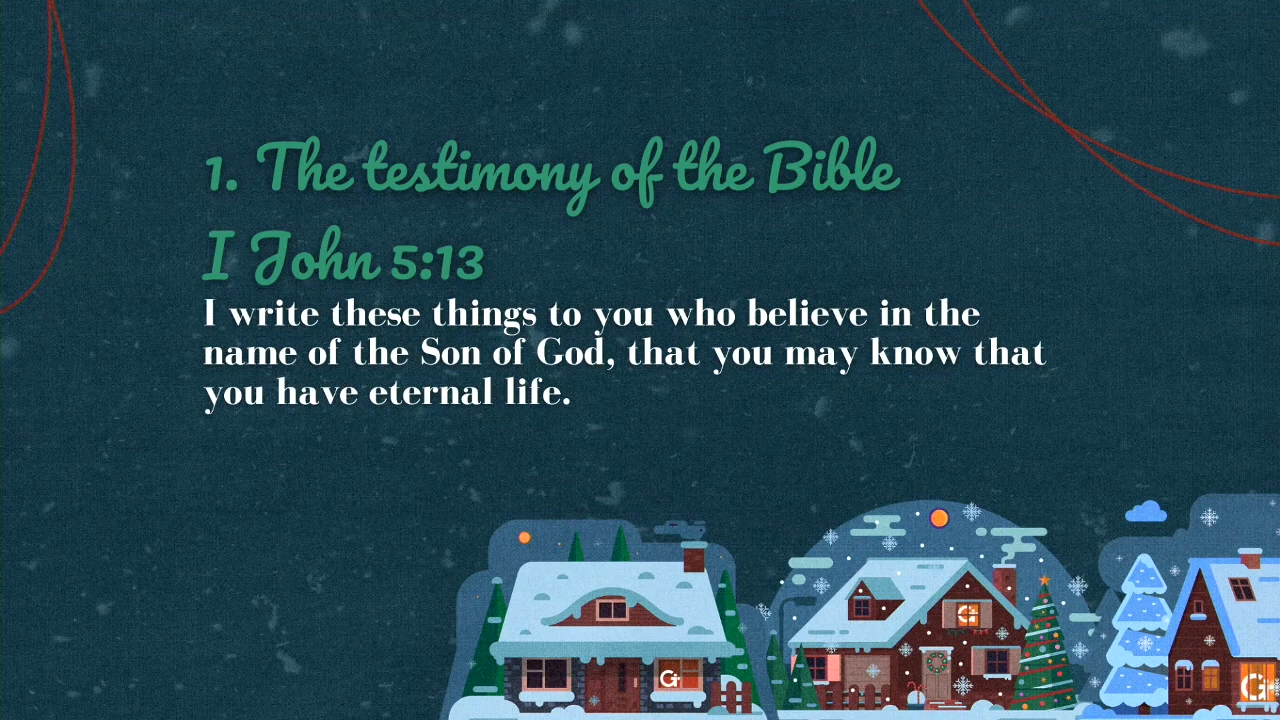 1. The testimony of the Bible
I John 5:13
I write these things to you who believe in the
name of the Son of God, that you may know that
you have eternal life.